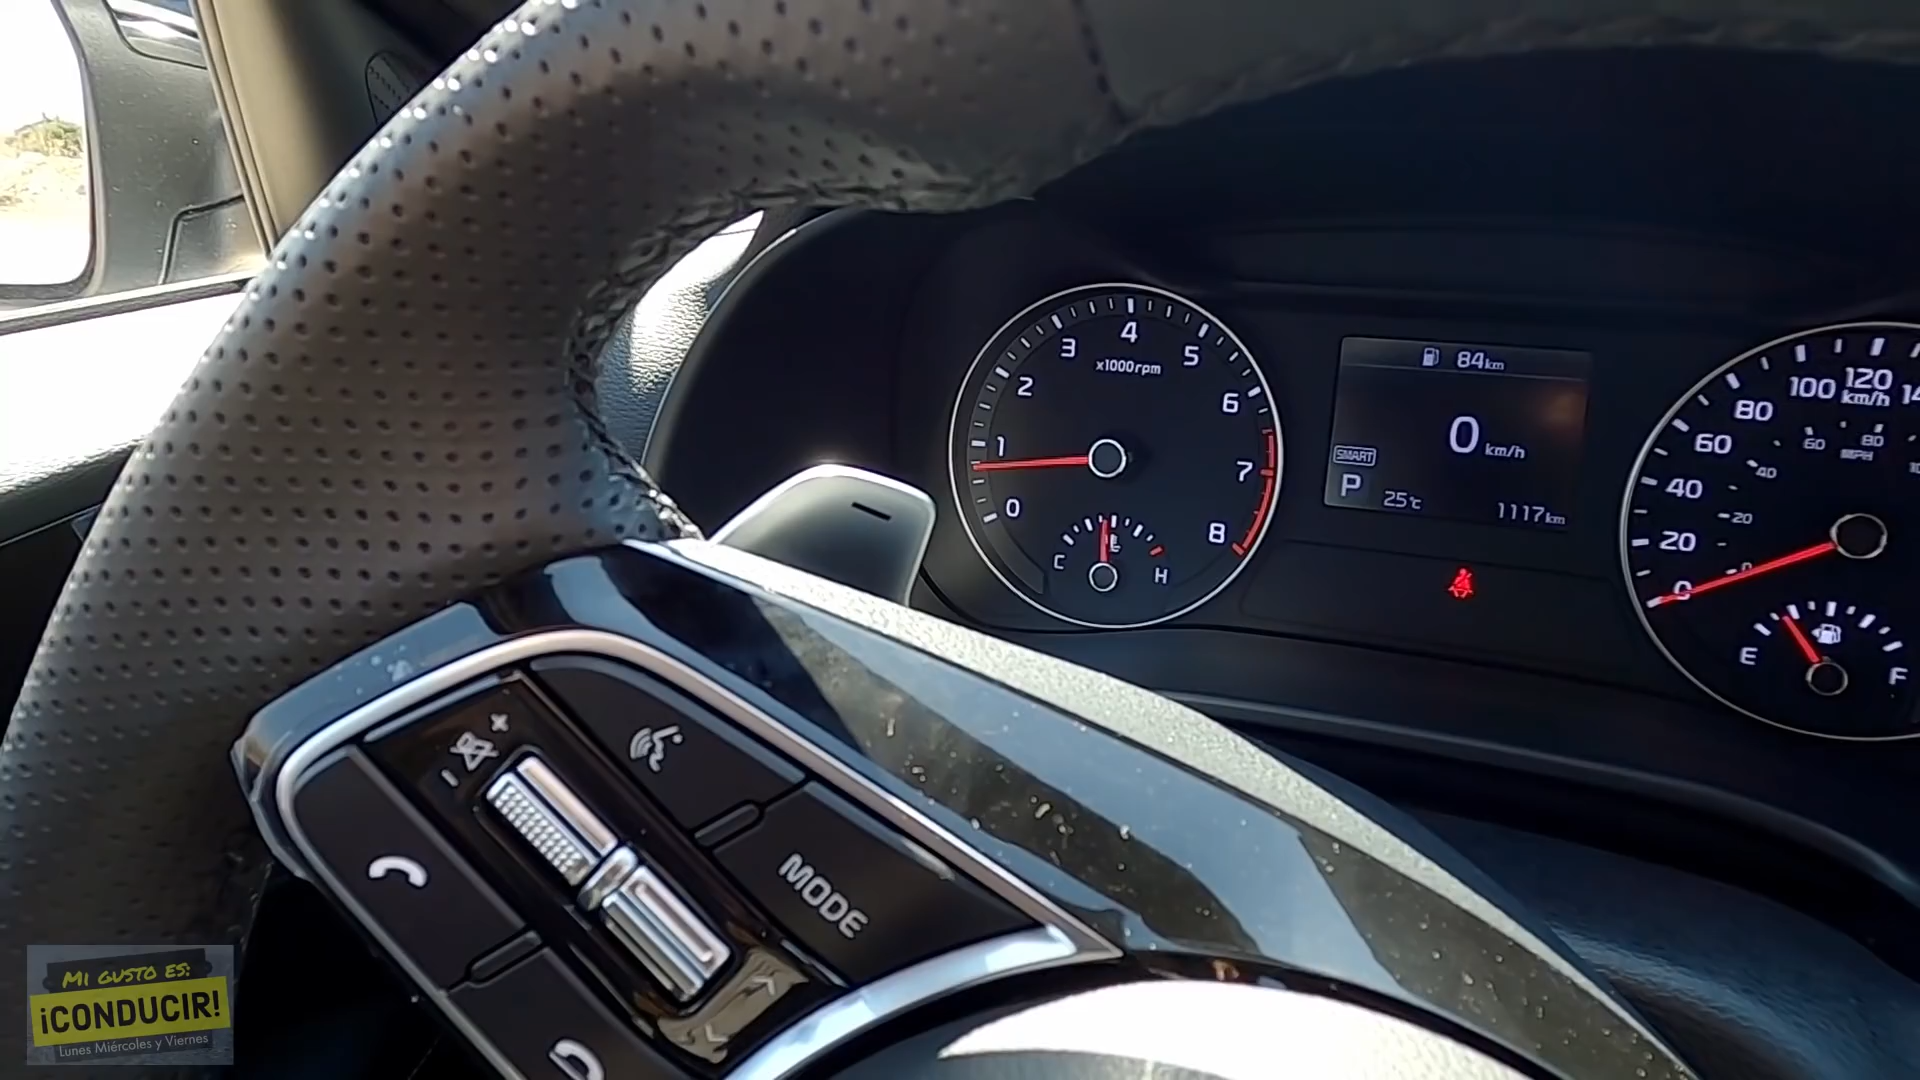 84km
0 km/h
SMART
P
25°c
1117km
0
1
2
3
4
5
6
7
8
x1000rpm
C
H
0
20
40
60
80
100
120
km/h
0
20
40
60
80
MPH
E
F
+
-
MODE
MI GUSTO ES:
¡CONDUCIR!
Lunes Miércoles y Viernes